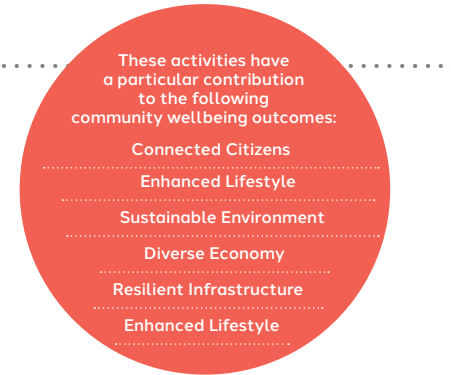 These activities have
a particular contribution
to the following
community wellbeing outcomes:
Connected Citizens
Enhanced Lifestyle
Sustainable Environment
Diverse Economy
Resilient Infrastructure
Enhanced Lifestyle